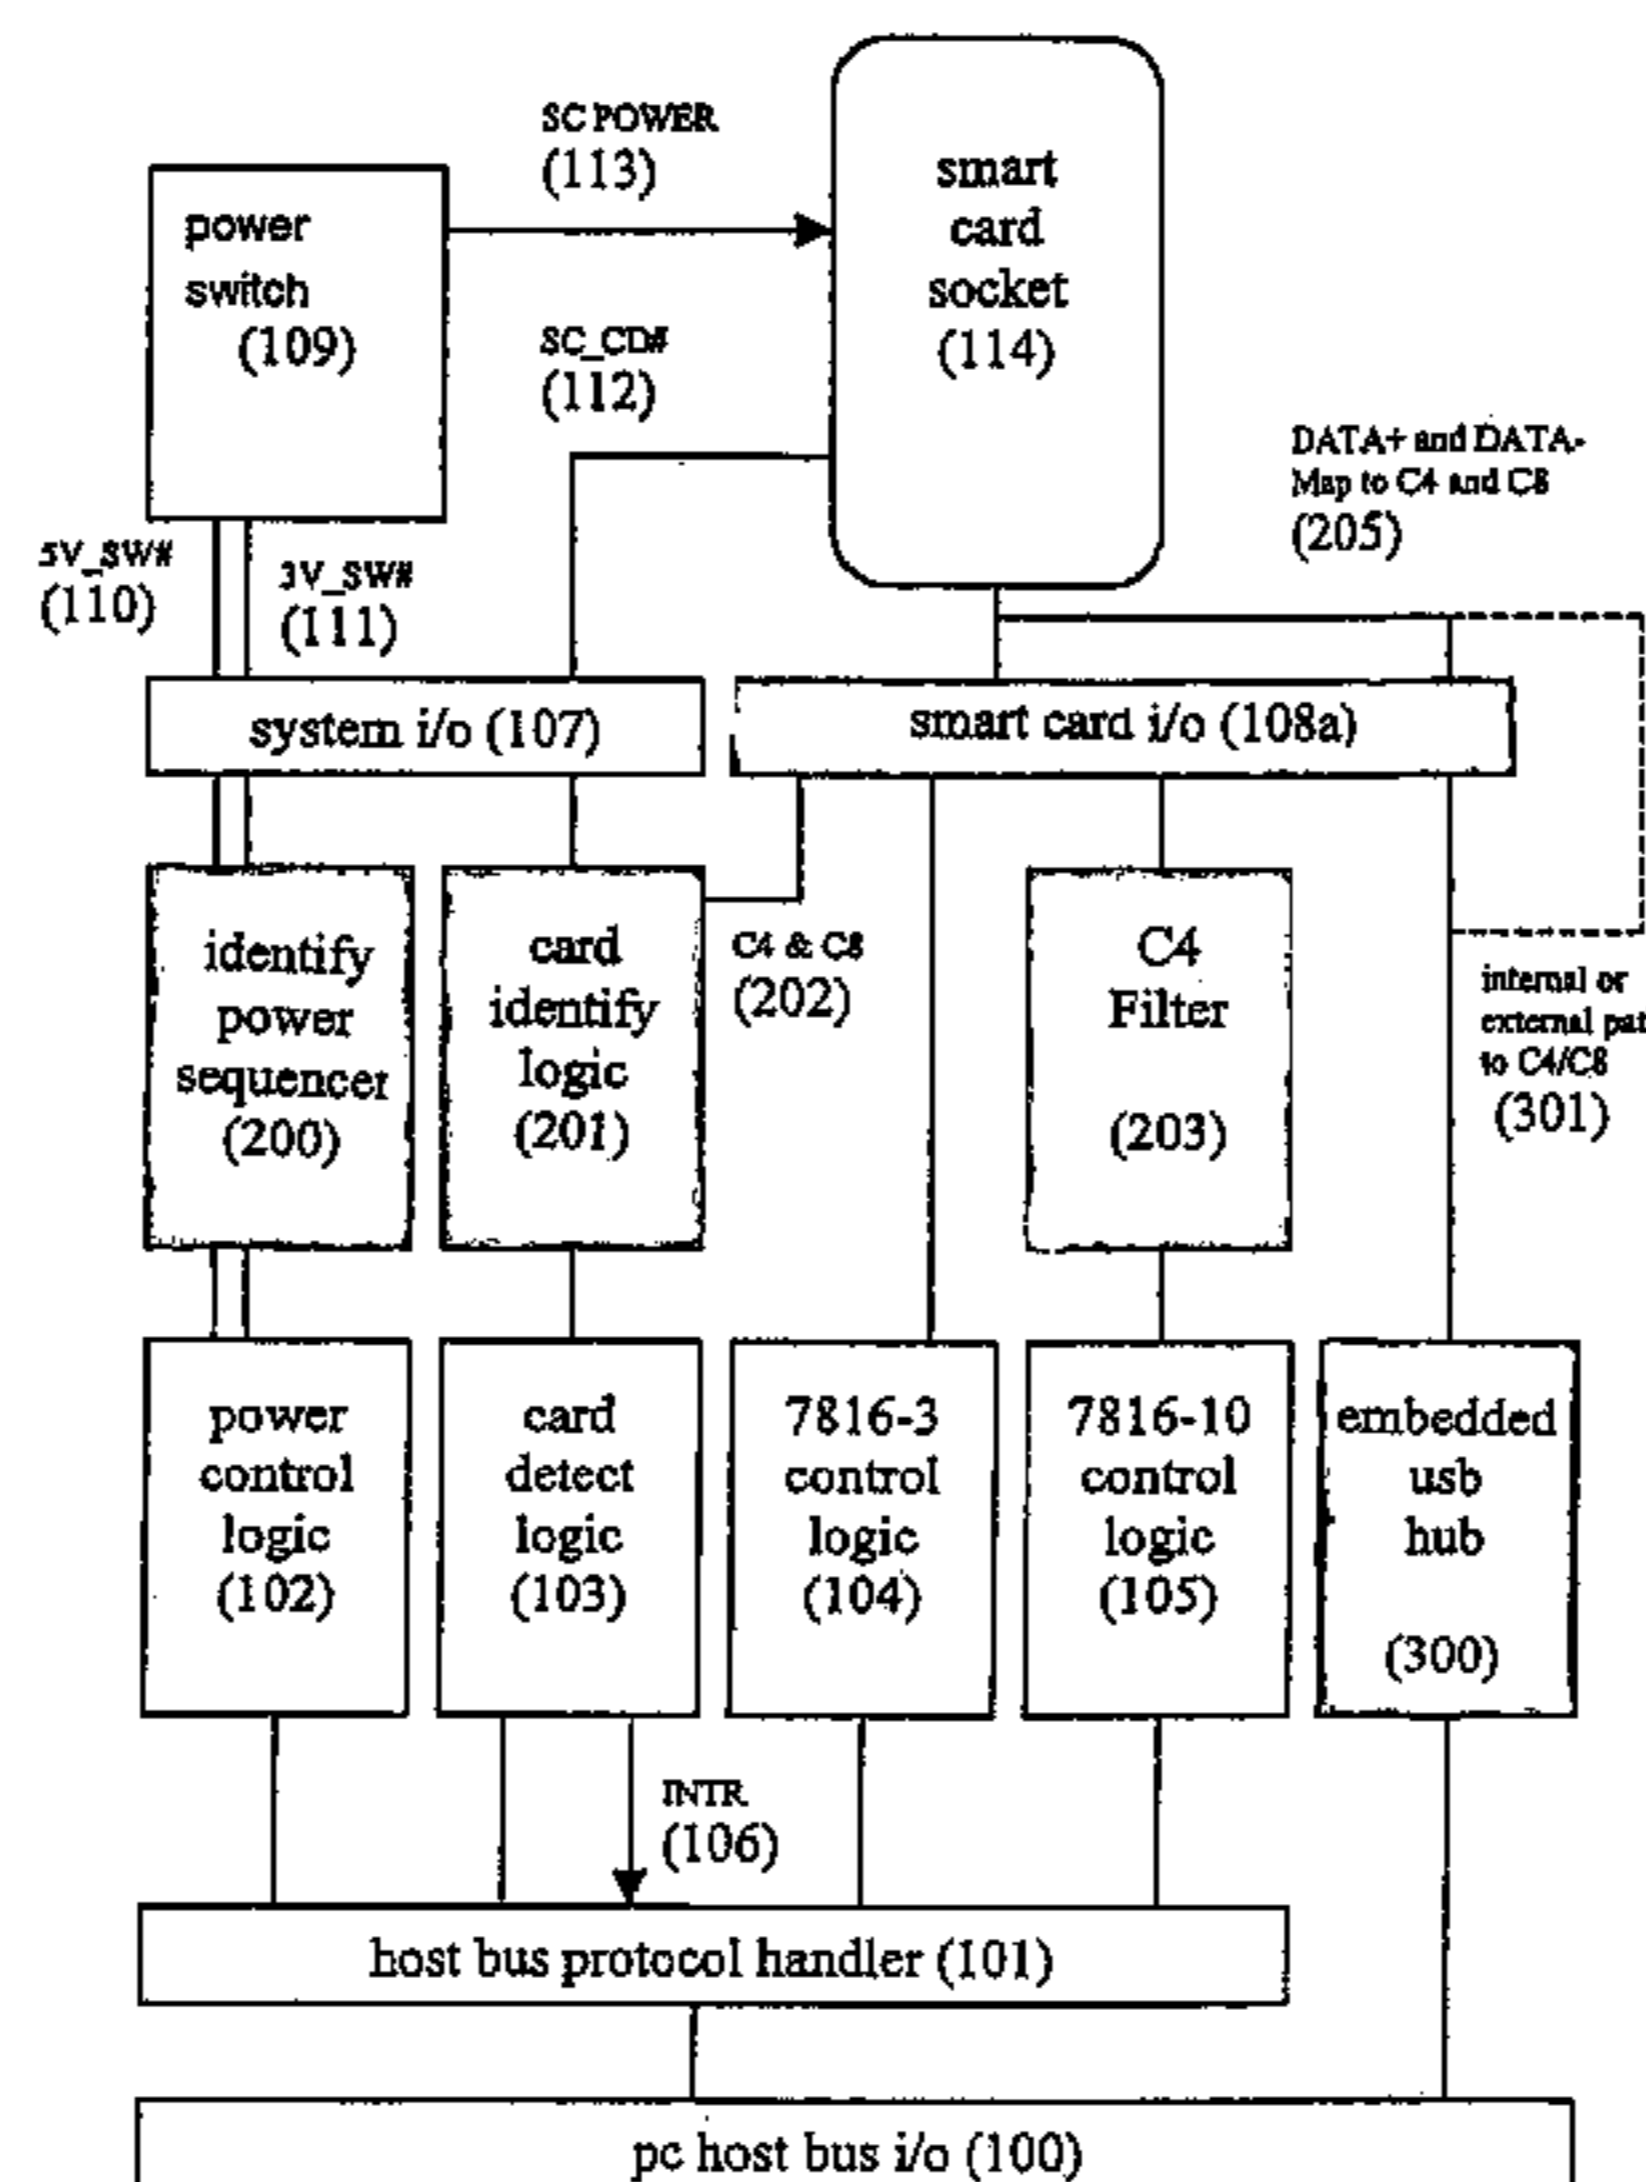 SC POWER
(113)
smart
card
socket
(114)
power
switch
(109)
SC_CD#
(112)
DATA+ and DATA-
Map to C4 and C8
(205)
5V_SW#
(110)
3V_SW#
(111)
system i/o (107)
smart card i/o (108a)
identify
power
sequencer
(200)
card
identify
logic
(201)
C4 & C8
(202)
C4
Filter
(203)
internal or
external pat
to C4/C8
(301)
power
control
logic
(102)
card
detect
logic
(103)
7816-3
control
logic
(104)
7816-10
control
logic
(105)
embedded
usb
hub
(300)
INTR
(106)
host bus protocol handler (101)
pc host bus i/o (100)